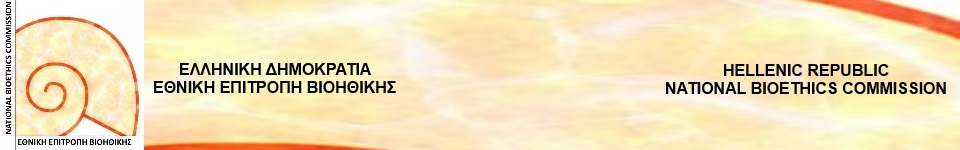 NATIONAL BIOETHICS COMMISSION
ΕΘΝΙΚΗ ΕΠΙΤΡΟΠΗ ΒΙΟΗΘΙΚΗΣ
ΕΛΛΗΝΙΚΗ ΔΗΜΟΚΡΑΤΙΑ
ΕΘΝΙΚΗ ΕΠΙΤΡΟΠΗ ΒΙΟΗΘΙΚΗΣ
HELLENIC REPUBLIC
NATIONAL BIOETHICS COMMISSION